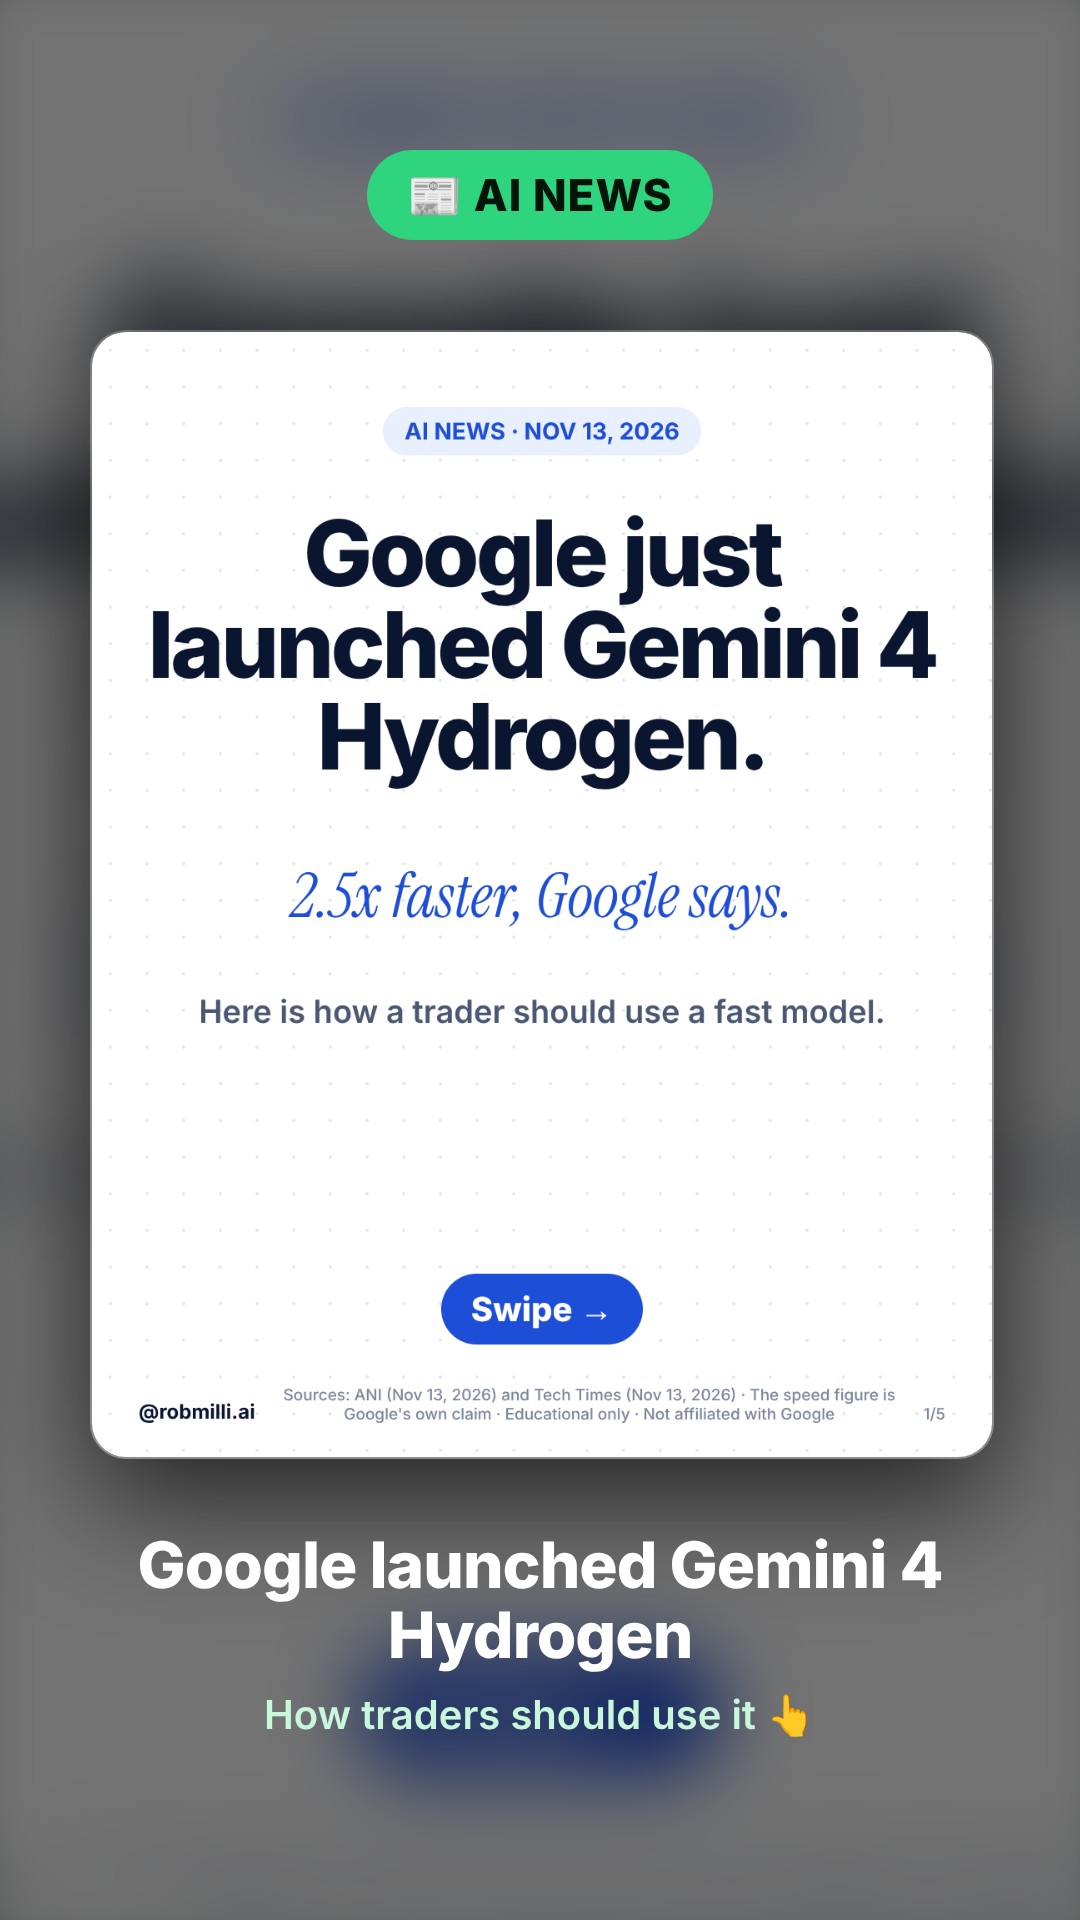 📰 AI NEWS
AI NEWS · NOV 13, 2026
Google just
launched Gemini 4
Hydrogen.
2.5x faster, Google says.
Here is how a trader should use a fast model.
Swipe →
@robmilli.ai
Sources: ANI (Nov 13, 2026) and Tech Times (Nov 13, 2026) · The speed figure is
Google's own claim · Educational only · Not affiliated with Google
1/5
Google launched Gemini 4
Hydrogen
How traders should use it 👆